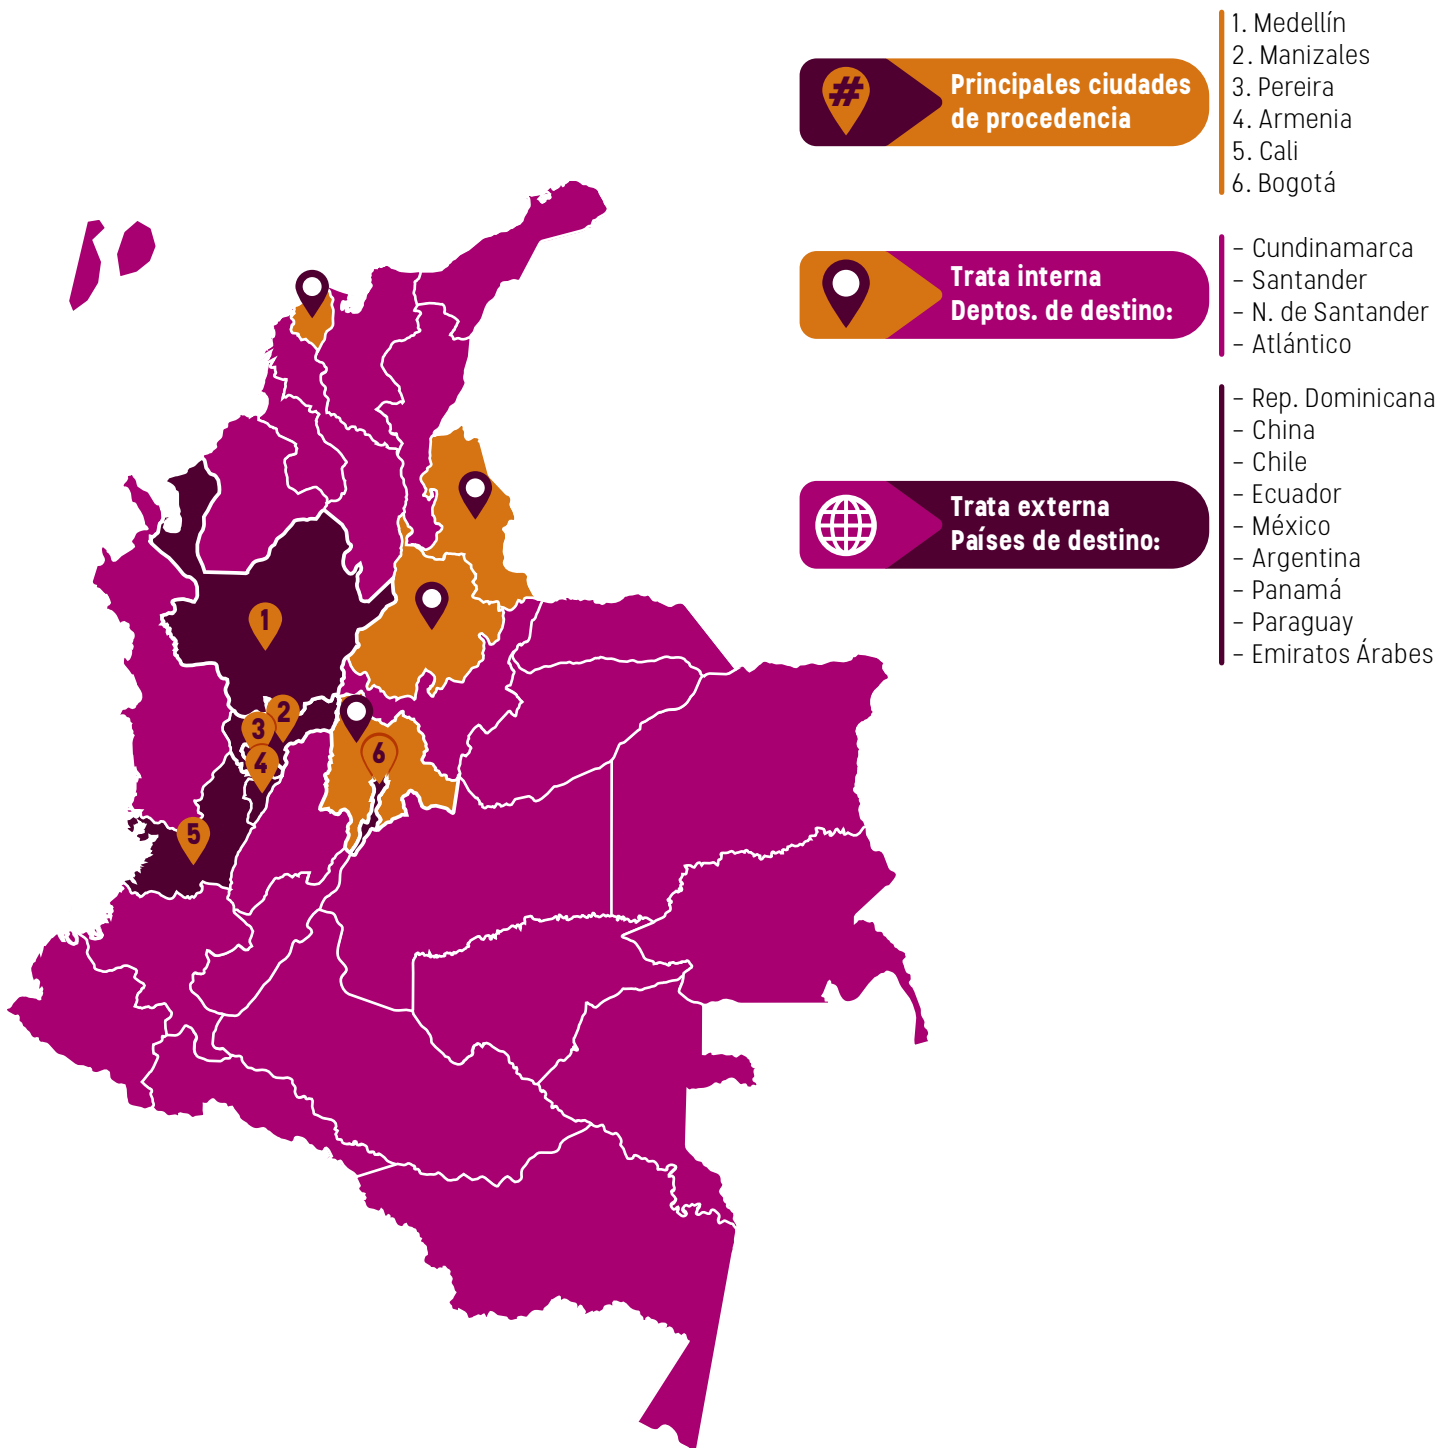 #
Principales ciudades
de procedencia
1. Medellín
2. Manizales
3. Pereira
4. Armenia
5. Cali
6. Bogotá
Trata interna
Deptos. de destino:
- Cundinamarca
- Santander
- N. de Santander
- Atlántico
Trata externa
Países de destino:
- Rep. Dominicana
- China
- Chile
- Ecuador
- México
- Argentina
- Panamá
- Paraguay
- Emiratos Árabes
1
2
3
4
5
6